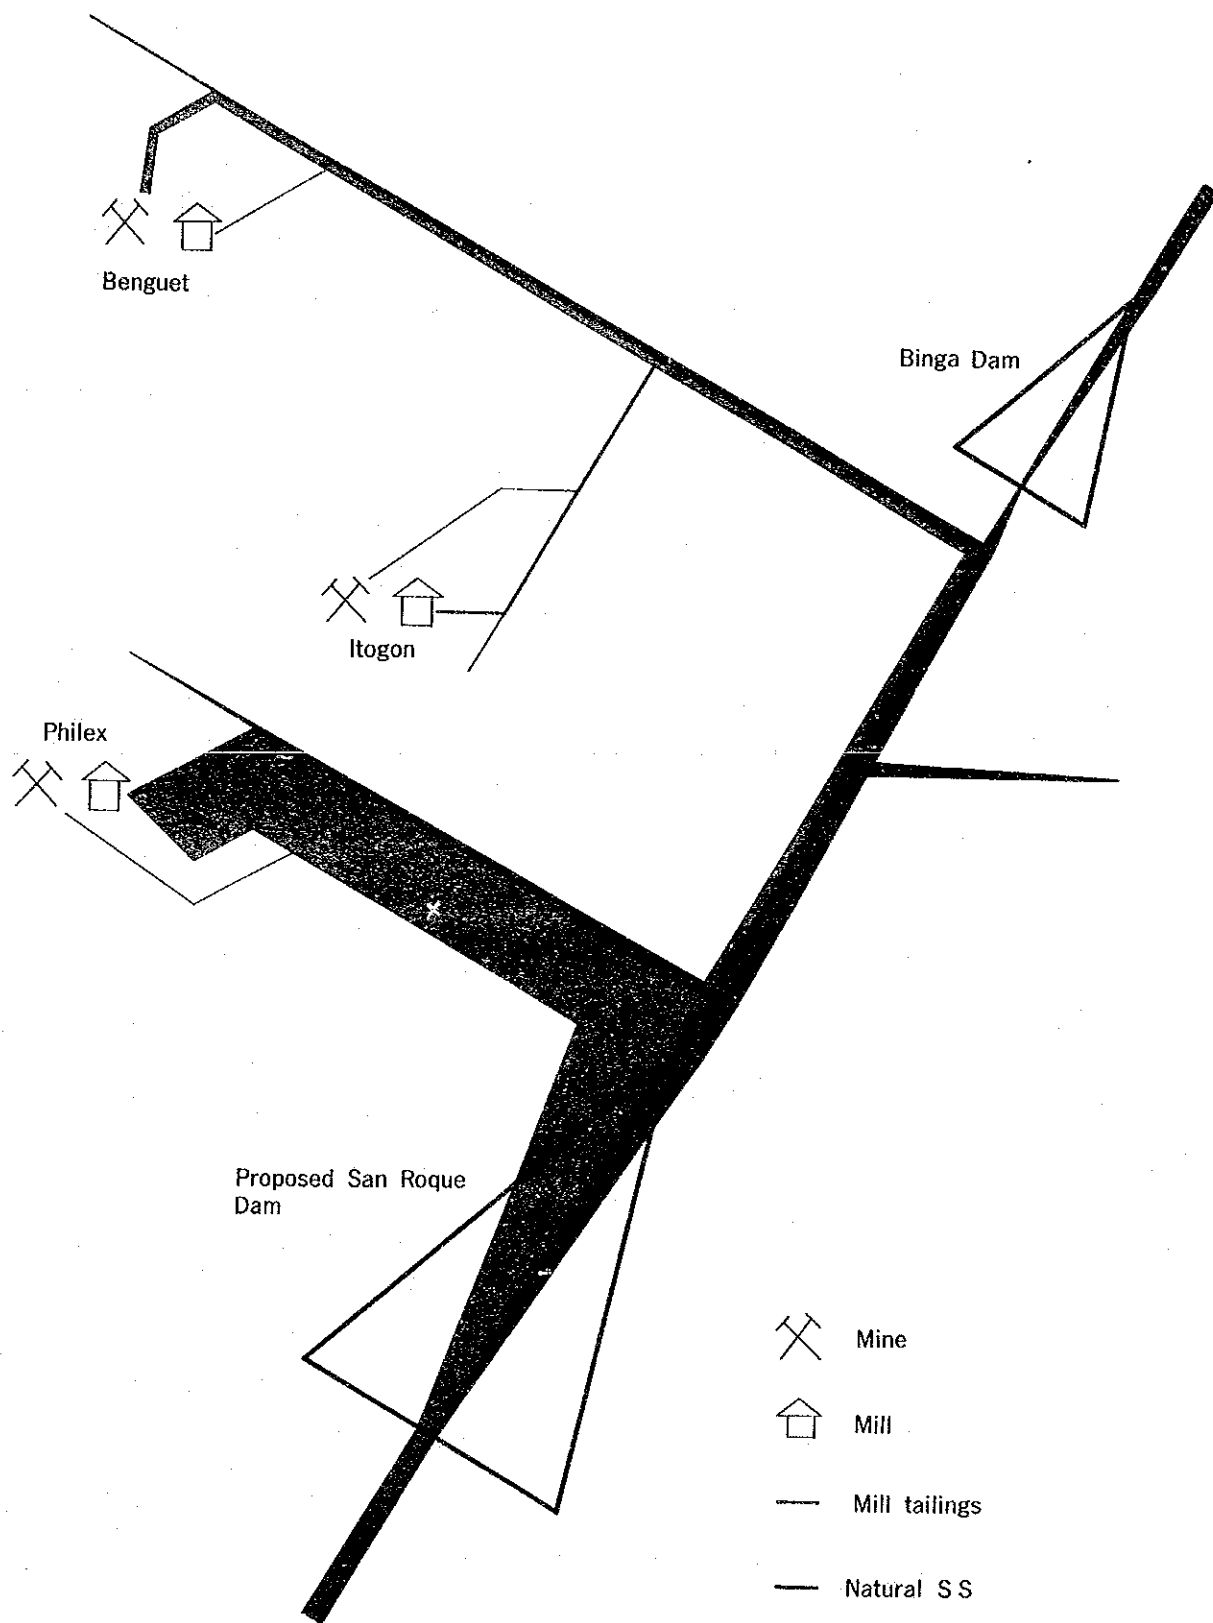 Benguet
Binga Dam
Itogon
Philex
Proposed San Roque
Dam
Mine
Mill
Mill tailings
Natural S S